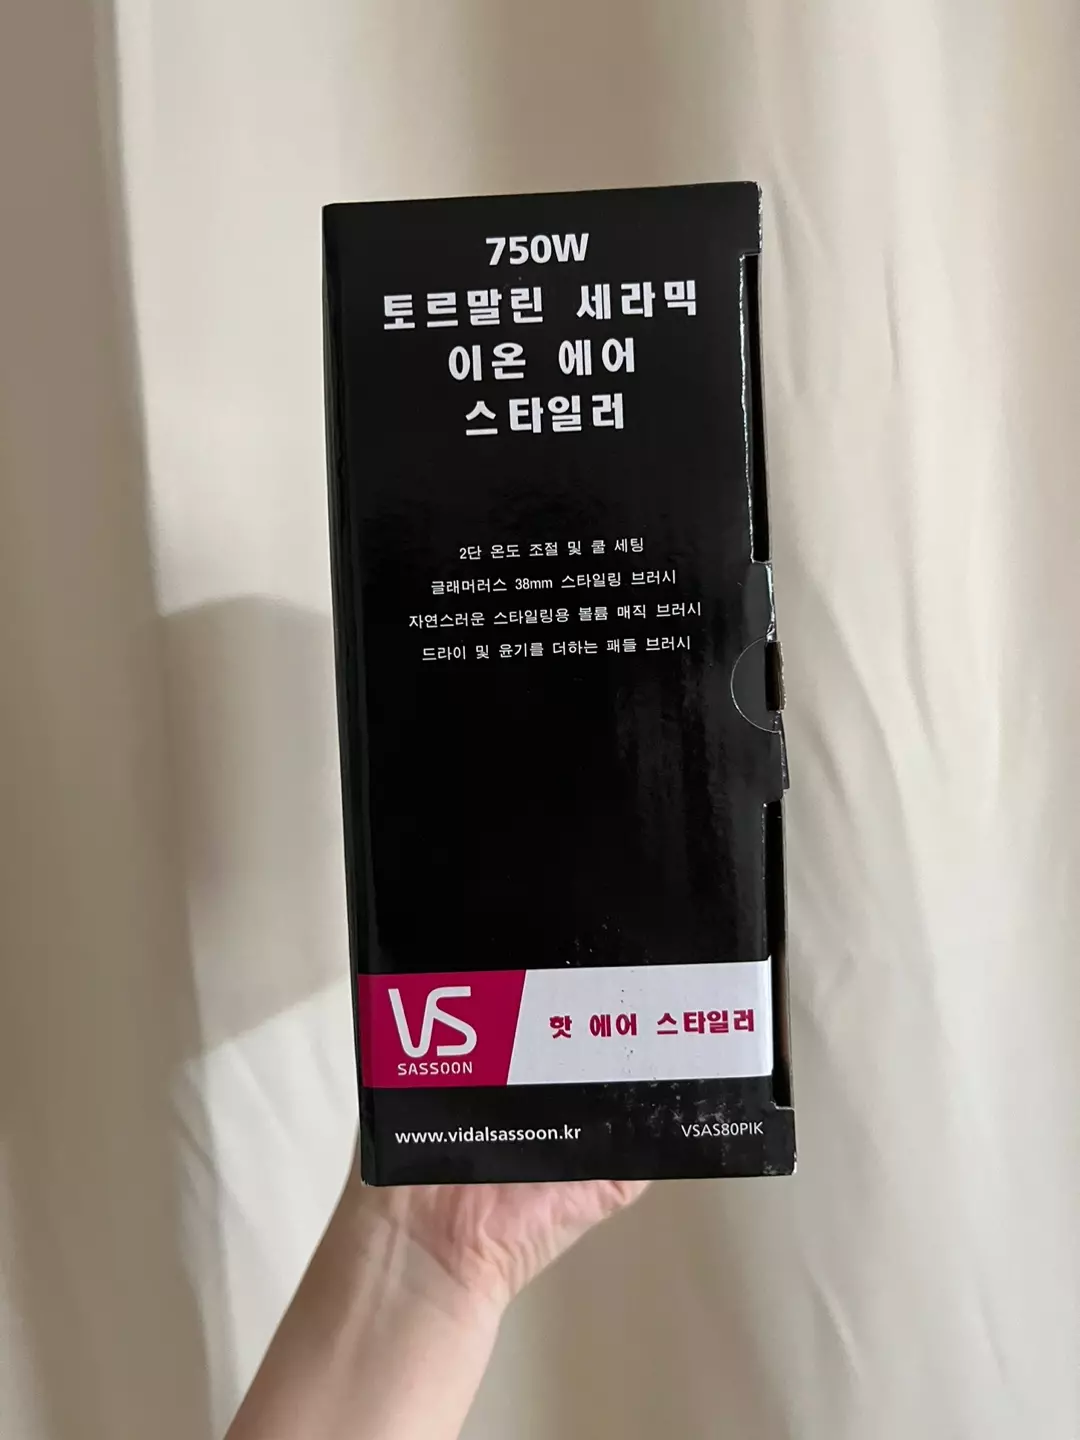 750W
토르말린 세라믹
이온 에어
스타일러
2단 온도 조절 및 쿨 세팅
글래머러스 38mm 스타일링 브러시
자연스러운 스타일링용 볼륨 매직 브러시
드라이 및 윤기를 더하는 패들 브러시
VS
SASSOON
핫 에어 스타일러
www.vidalsassoon.kr
VSAS80PIK